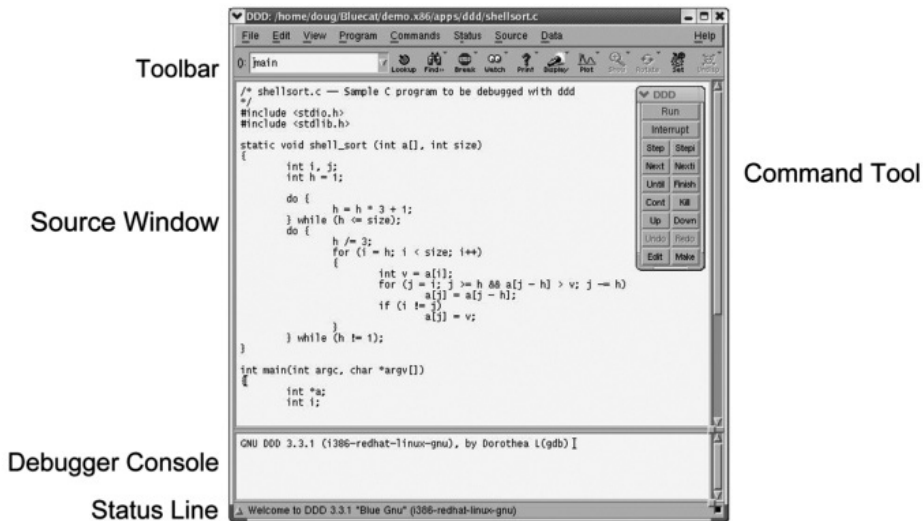 DDD: /home/doug/Bluecat/demo.x86/apps/ddd/shellsort.c
File Edit View Program Commands Status Source Data Help
Toolbar
(): main
Lookup Find>> Break Watch Print Display Plot Rotate Set
/* shellsort.c -- Sample C program to be debugged with ddd
*/
#include <stdio.h>
#include <stdlib.h>
static void shell_sort (int a[], int size)
{
int i, j;
int h = 1;
do {
h = h * 3 + 1;
} while (h <= size);
do {
h /= 3;
for (i = h; i < size; i++)
{
int v = a[i];
for (j = i; j >= h && a[j - h] > v; j -= h)
a[j] = a[j - h];
if (i != j)
a[j] = v;
}
} while (h != 1);
}
int main(int argc, char *argv[])
{
int *a;
int i;
DDD
Run
Interrupt
Step Stepi
Next Nexti
Until Finish
Cont Kill
Up Down
Undo Redo
Edit Make
Command Tool
Source Window
GNU DDD 3.3.1 (i386-redhat-linux-gnu), by Dorothea L(gdb)
Debugger Console
Status Line
Welcome to DDD 3.3.1 "Blue Gnu" (i386-redhat-linux-gnu)